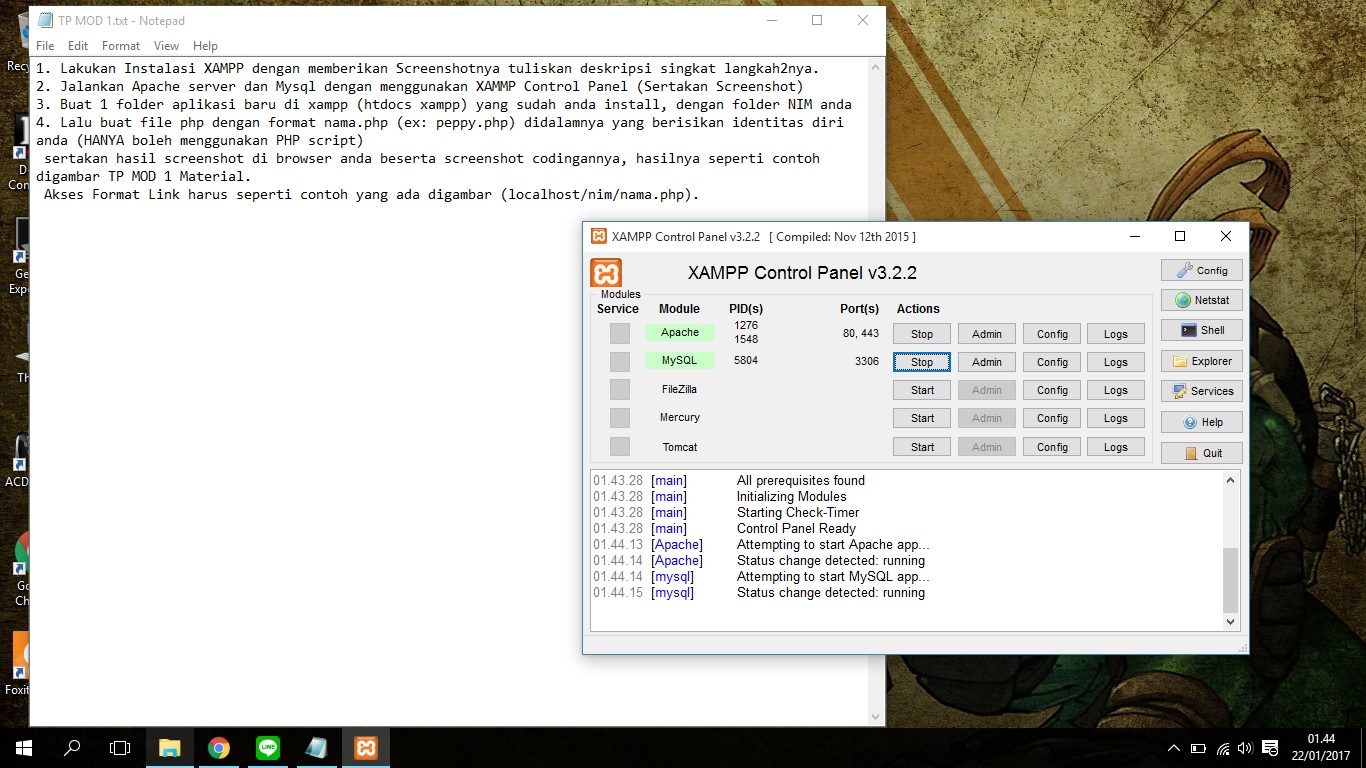 TP MOD 1.txt - Notepad
File Edit Format View Help
1. Lakukan Instalasi XAMPP dengan memberikan Screenshotnya tuliskan deskripsi singkat langkah2nya.
2. Jalankan Apache server dan Mysql dengan menggunakan XAMMP Control Panel (Sertakan Screenshot)
3. Buat 1 folder aplikasi baru di xampp (htdocs xampp) yang sudah anda install, dengan folder NIM anda
4. Lalu buat file php dengan format nama.php (ex: peppy.php) didalamnya yang berisikan identitas diri
anda (HANYA boleh menggunakan PHP script)
sertakan hasil screenshot di browser anda beserta screenshot codingannya, hasilnya seperti contoh
digambar TP MOD 1 Material.
Akses Format Link harus seperti contoh yang ada digambar (localhost/nim/nama.php).
XAMPP Control Panel v3.2.2 [ Compiled: Nov 12th 2015 ]
XAMPP Control Panel v3.2.2
Config
Modules
Service Module PID(s) Port(s) Actions
Netstat
Apache 1276 1548 80, 443 Stop Admin Config Logs
Shell
MySQL 5804 3306 Stop Admin Config Logs
Explorer
FileZilla Start Admin Config Logs
Services
Mercury Start Admin Config Logs
Help
Tomcat Start Admin Config Logs
Quit
01.43.28 [main] All prerequisites found
01.43.28 [main] Initializing Modules
01.43.28 [main] Starting Check-Timer
01.43.28 [main] Control Panel Ready
01.44.13 [Apache] Attempting to start Apache app...
01.44.14 [Apache] Status change detected: running
01.44.14 [mysql] Attempting to start MySQL app...
01.44.15 [mysql] Status change detected: running
LINE
01.44
22/01/2017